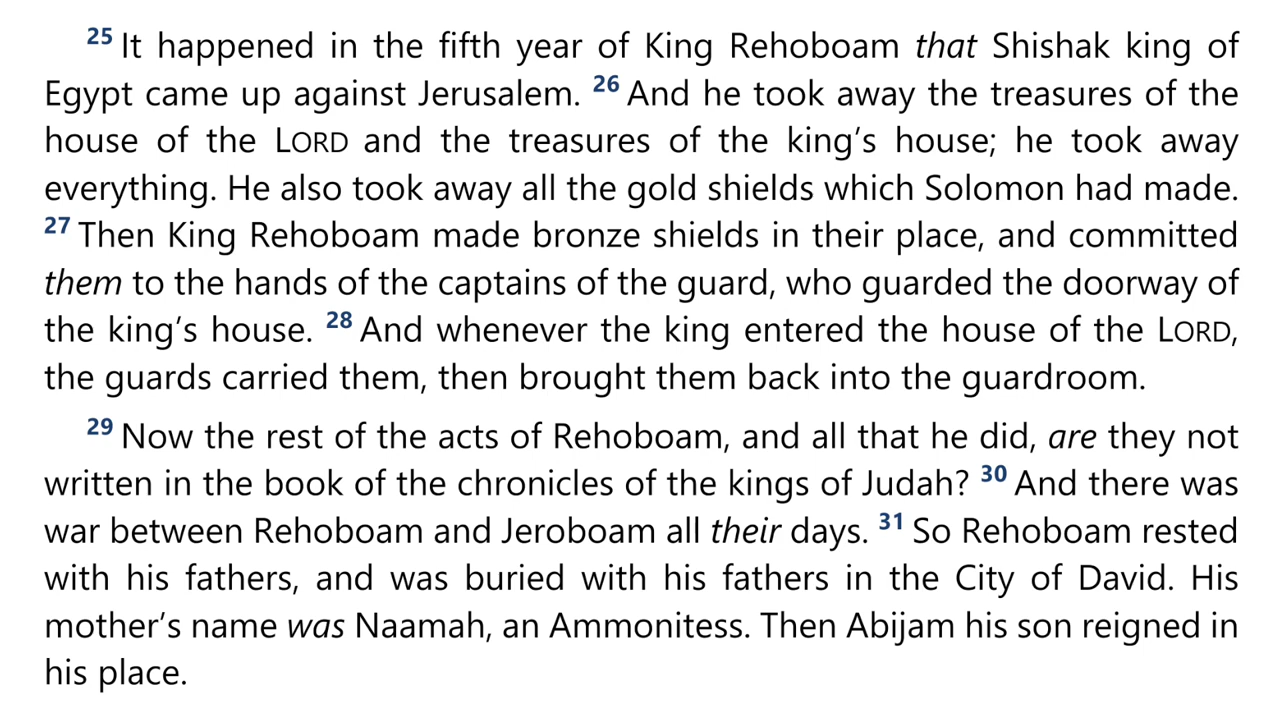 25 It happened in the fifth year of King Rehoboam that Shishak king of
Egypt came up against Jerusalem. 26 And he took away the treasures of the
house of the LORD and the treasures of the king’s house; he took away
everything. He also took away all the gold shields which Solomon had made.
27 Then King Rehoboam made bronze shields in their place, and committed
them to the hands of the captains of the guard, who guarded the doorway of
the king’s house. 28 And whenever the king entered the house of the LORD,
the guards carried them, then brought them back into the guardroom.
29 Now the rest of the acts of Rehoboam, and all that he did, are they not
written in the book of the chronicles of the kings of Judah? 30 And there was
war between Rehoboam and Jeroboam all their days. 31 So Rehoboam rested
with his fathers, and was buried with his fathers in the City of David. His
mother’s name was Naamah, an Ammonitess. Then Abijam his son reigned in
his place.